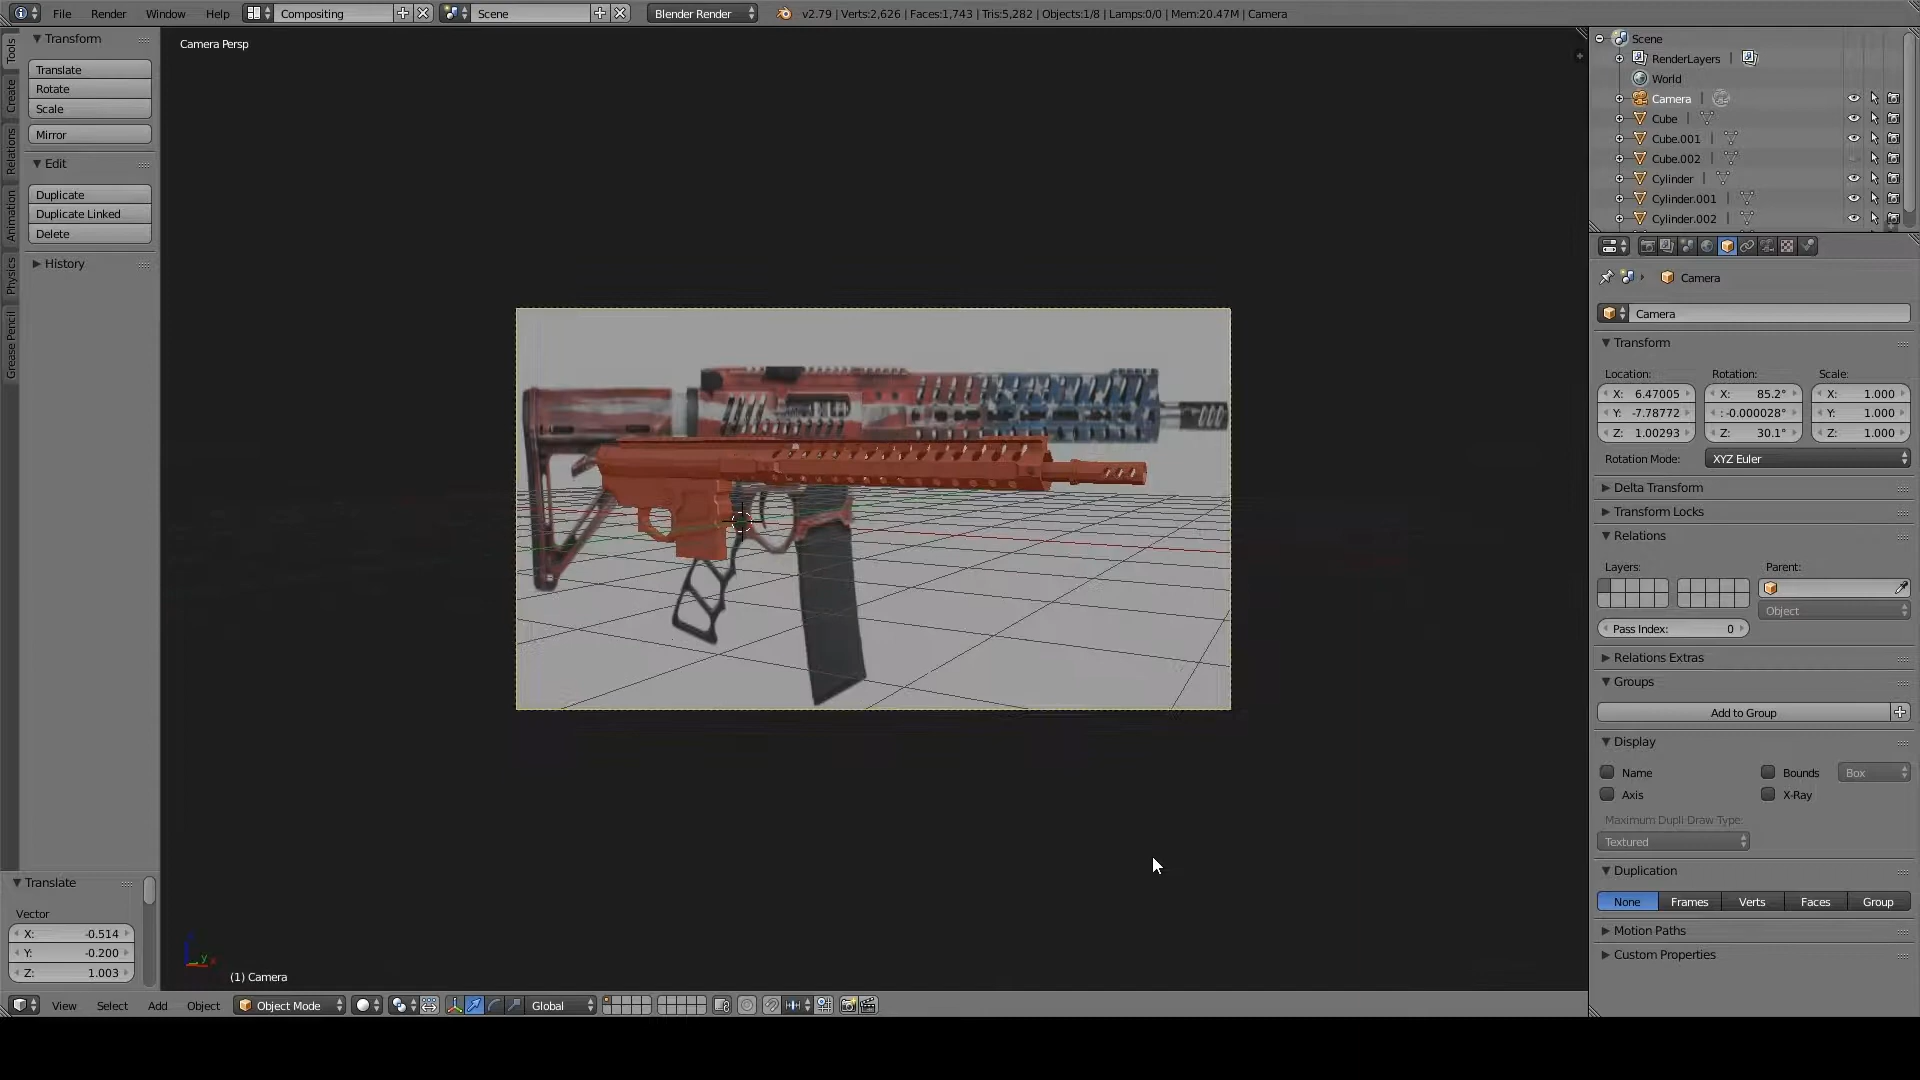 File Render Window Help Compositing Scene Blender Render v2.79 | Verts:2,626 | Faces:1,743 | Tris:5,282 | Objects:1/8 | Lamps:0/0 | Mem:20.47M | Camera
Tools
Create
Relations
Animation
Physics
Grease Pencil
Transform
Translate
Rotate
Scale
Mirror
Edit
Duplicate
Duplicate Linked
Delete
History
Translate
Vector
X: -0.514
Y: -0.200
Z: 1.003
Camera Persp
(1) Camera
View Select Add Object Object Mode Global
Scene
RenderLayers |
World
Camera |
Cube |
Cube.001 |
Cube.002 |
Cylinder |
Cylinder.001 |
Cylinder.002 |
Camera
Camera
Transform
Location: Rotation: Scale:
X: 6.47005 X: 85.2° X: 1.000
Y: -7.78772 : -0.000028° Y: 1.000
Z: 1.00293 Z: 30.1° Z: 1.000
Rotation Mode: XYZ Euler
Delta Transform
Transform Locks
Relations
Layers: Parent:
Object
Pass Index: 0
Relations Extras
Groups
Add to Group
Display
Name Bounds Box
Axis X-Ray
Maximum Dupli Draw Type:
Textured
Duplication
None Frames Verts Faces Group
Motion Paths
Custom Properties